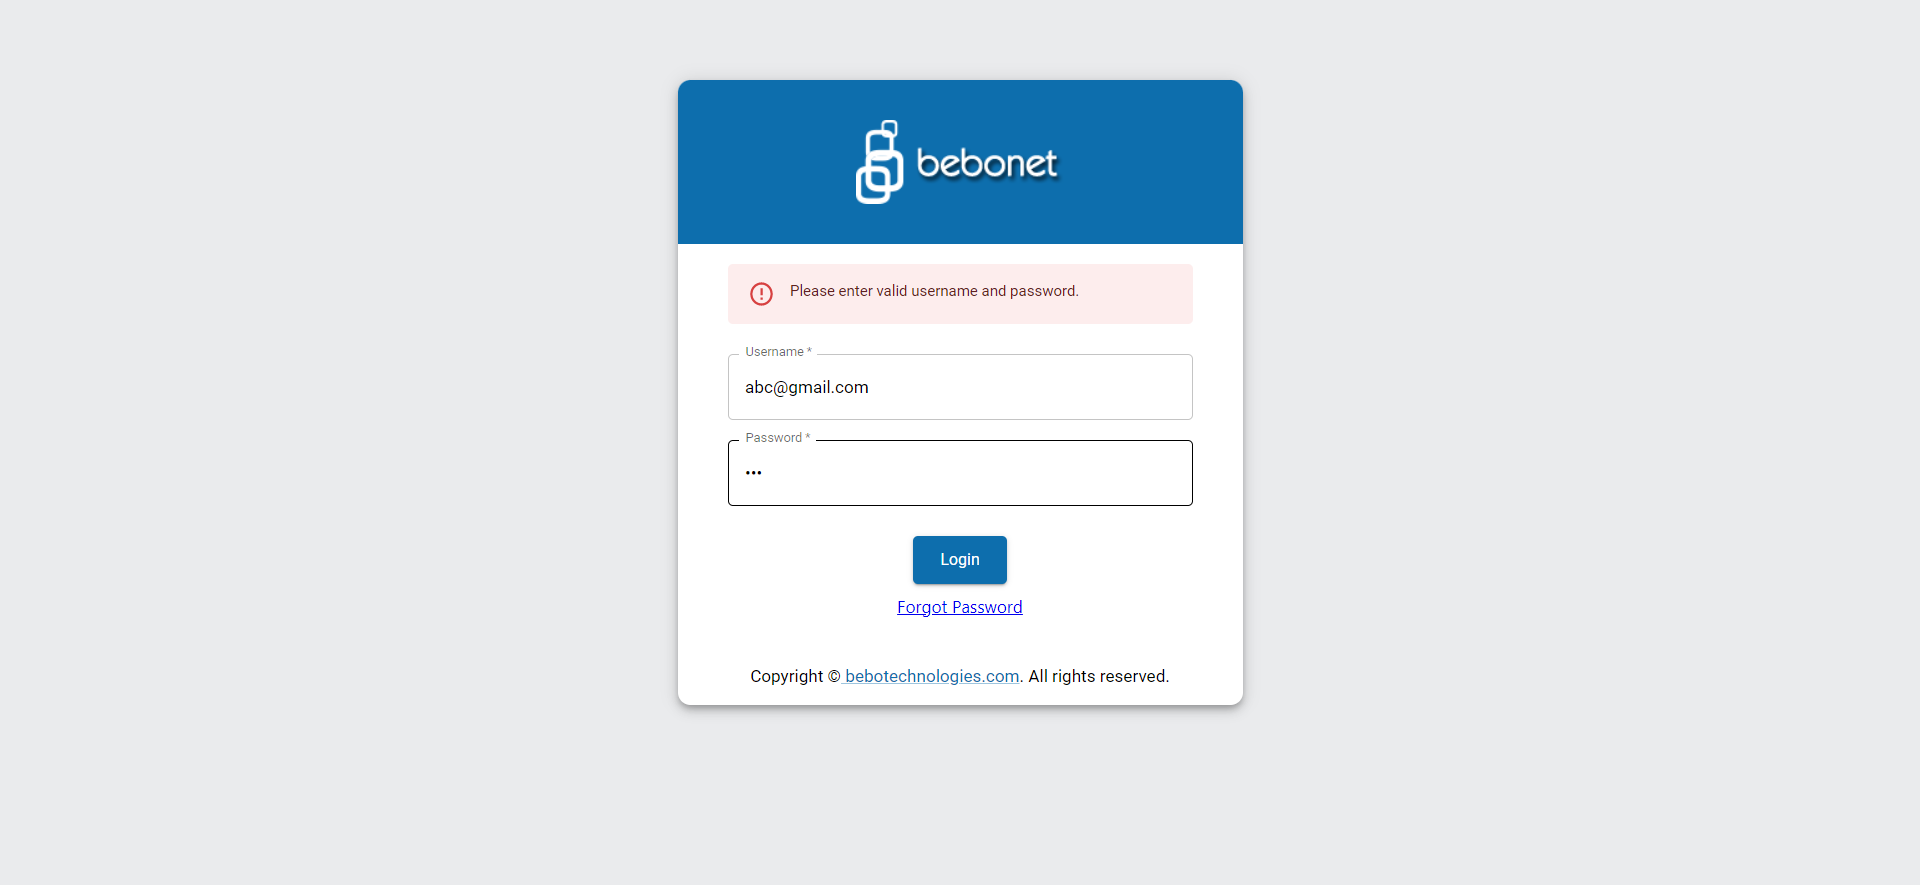 bebonet
Please enter valid username and password.
Username *
abc@gmail.com
Password *
•••
Login
Forgot Password
Copyright © bebotechnologies.com. All rights reserved.